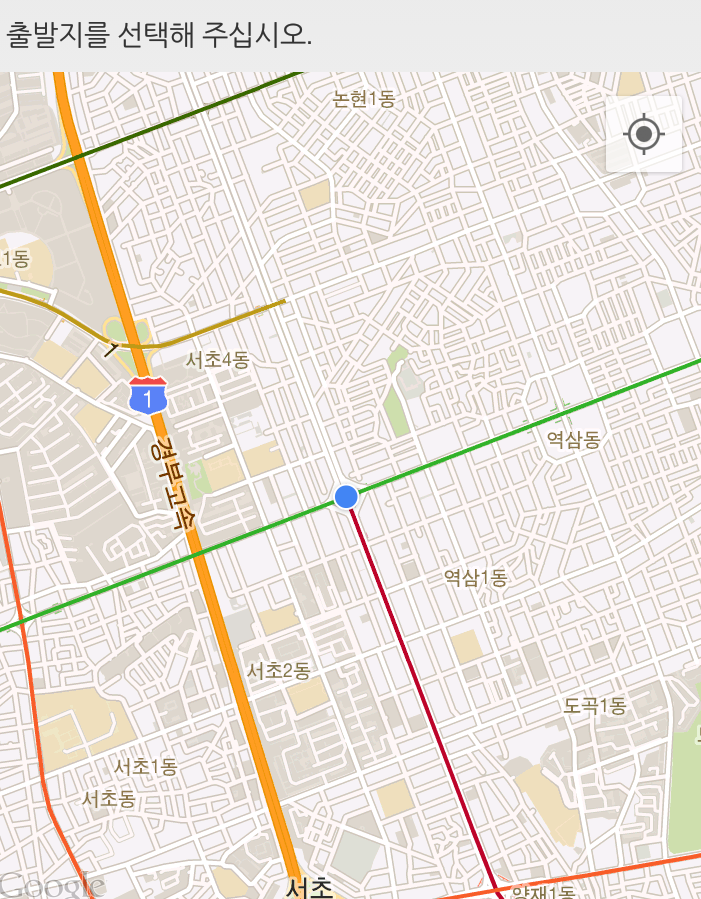 출발지를 선택해 주십시오.
논현1동
1동
서초4동
1
1
경부고속
역삼동
역삼1동
서초2동
도곡1동
서초1동
서초동
Google
서초
양재1동